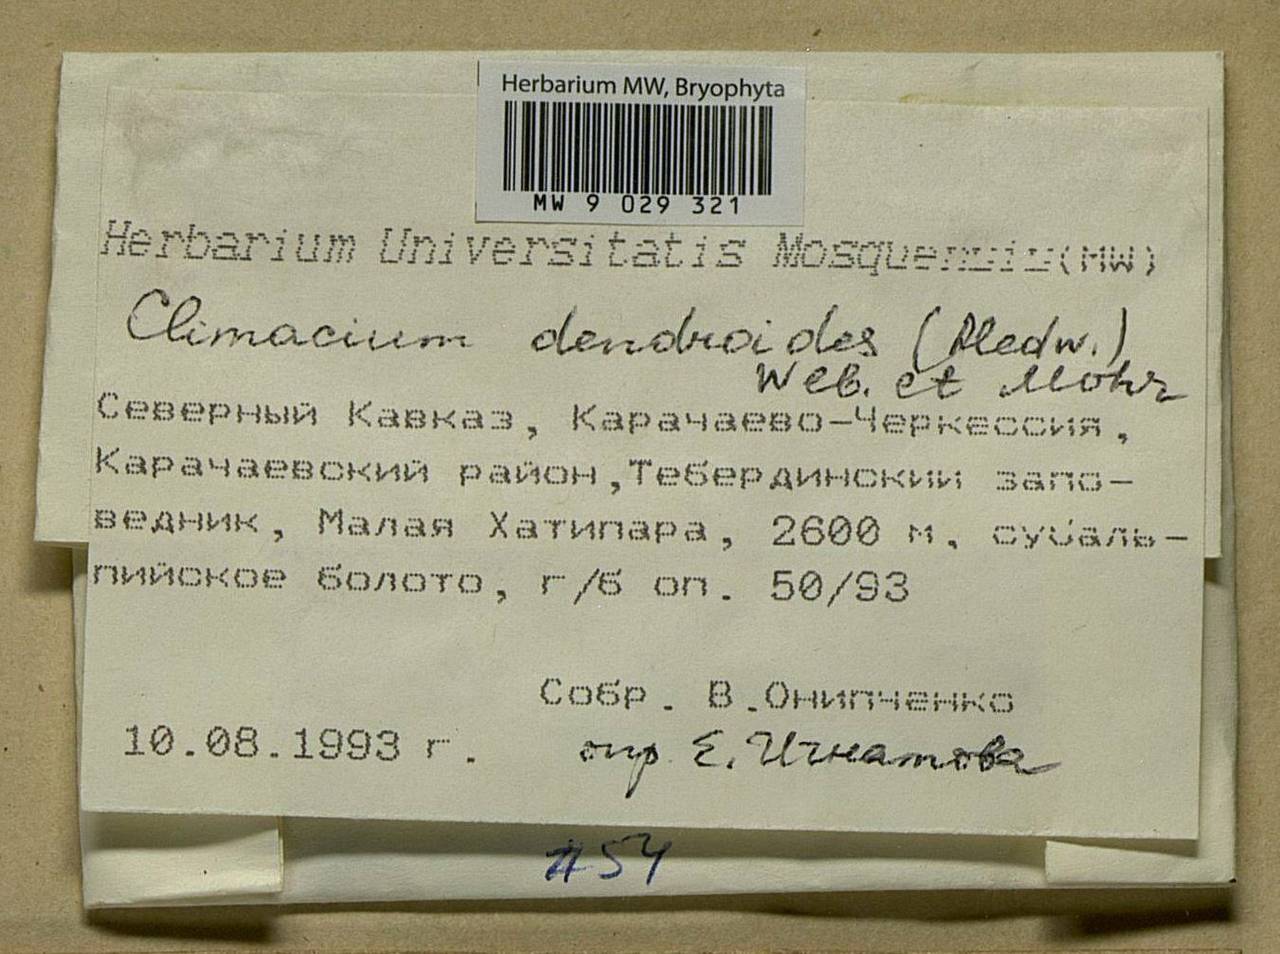 Herbarium MW, Bryophyta
MW 9 029 321
Herbarium Universitatis Mosquensis (MW)
Climacium dendroides (Hedw.)
Web. et Mohr
Северный Кавказ, Карачаево-Черкессия,
Карачаевский район, Тебердинский запо-
ведник, Малая Хатипара, 2600 м, субаль-
пийское болото, г/б оп. 50/93
Собр. В.Онипченко
10.08.1993 г. опр Е. Игнатова
#54